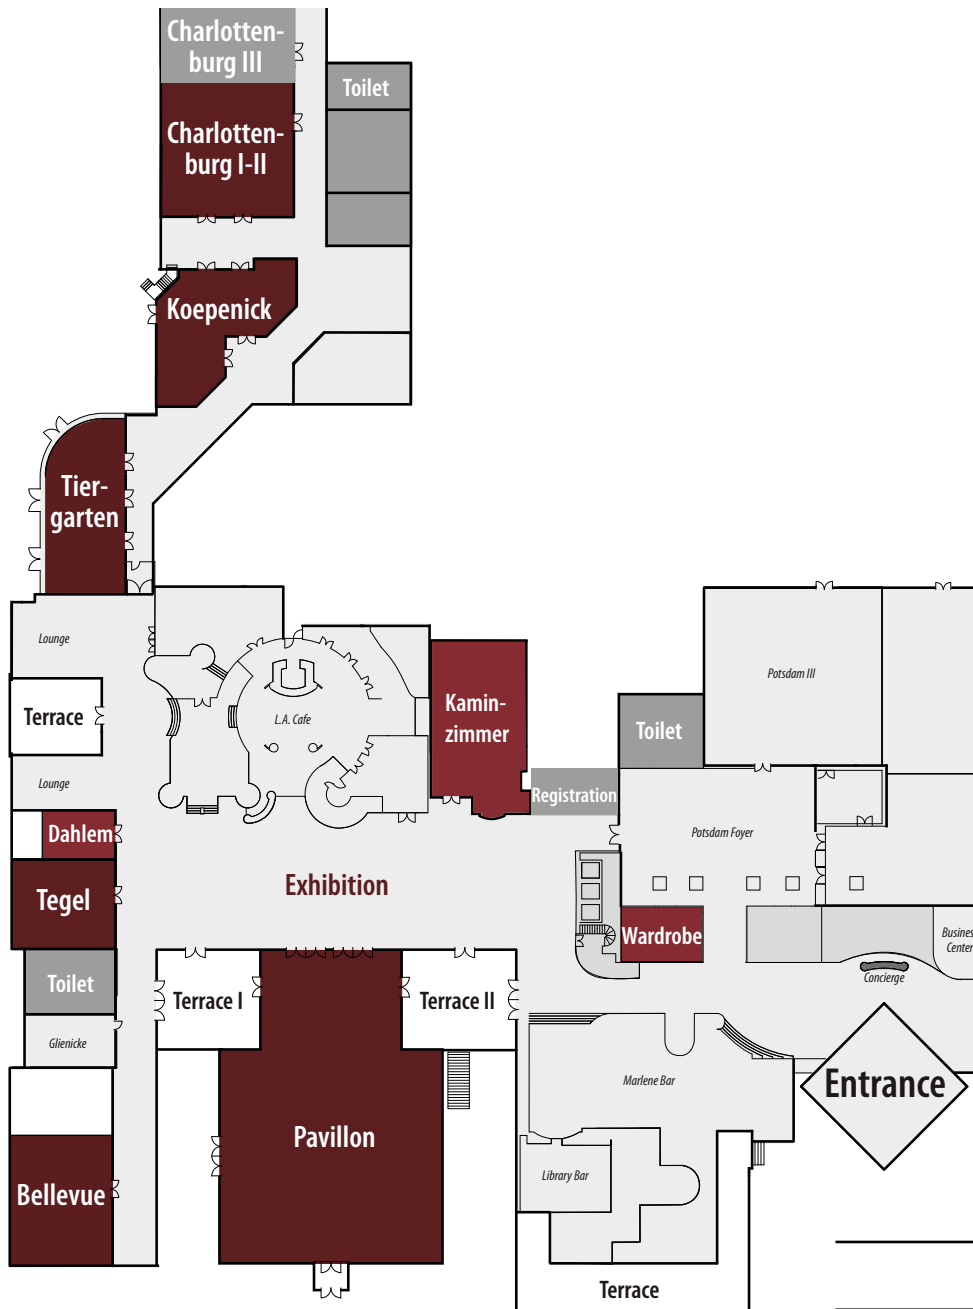 Charlotten-
burg III
Toilet
Charlotten-
burg I-II
Koepenick
Tier-
garten
Lounge
Terrace
L.A. Cafe
Kamin-
zimmer
Potsdam III
Toilet
Lounge
Registration
Dahlem
Potsdam Foyer
Tegel
Exhibition
Wardrobe
Busines
Center
Toilet
Terrace I
Terrace II
Concierge
Glienicke
Marlene Bar
Entrance
Pavillon
Bellevue
Library Bar
Terrace